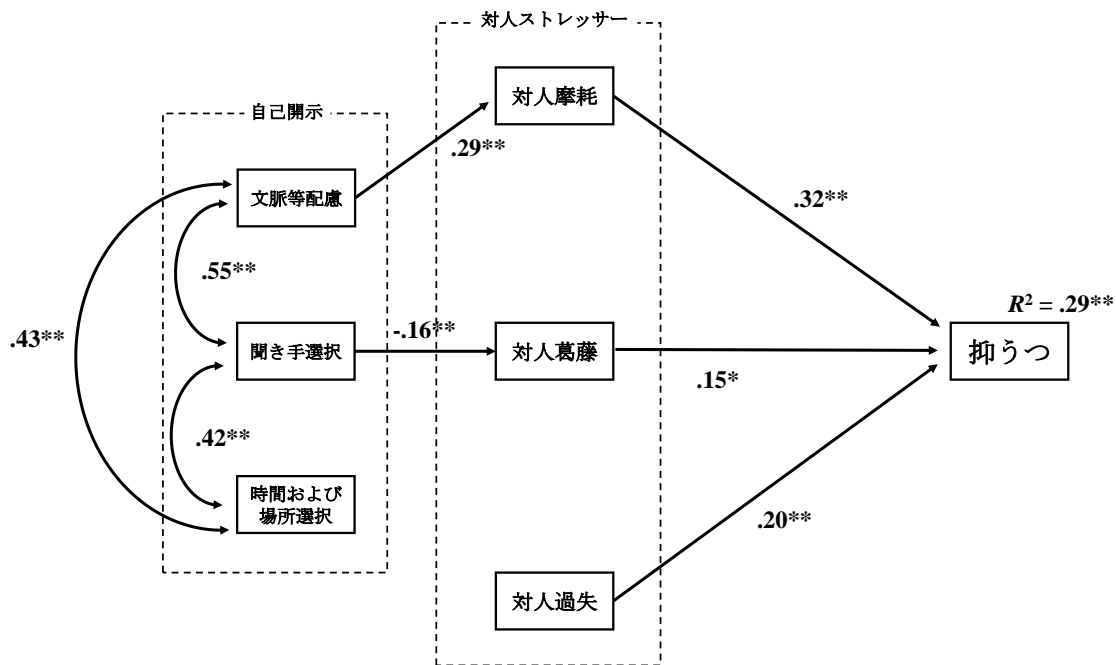 対人ストレッサー
対人摩耗
自己開示
.29**
文脈等配慮
.32**
.55**
R² = .29**
.43**
聞き手選択
-.16**
対人葛藤
抑うつ
.15*
.42**
時間および
場所選択
.20**
対人過失